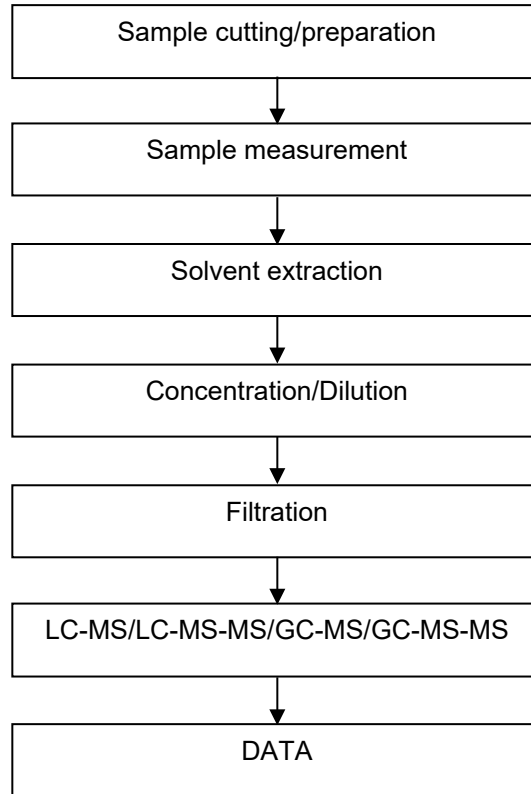 Sample cutting/preparation
Sample measurement
Solvent extraction
Concentration/Dilution
Filtration
LC-MS/LC-MS-MS/GC-MS/GC-MS-MS
DATA